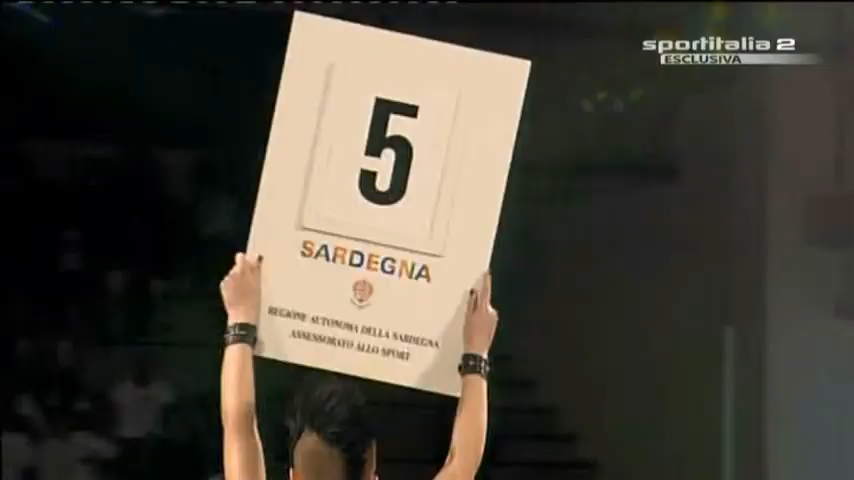 sportitalia 2
ESCLUSIVA
5
SARDEGNA
REGIONE AUTONOMA DELLA SARDEGNA
ASSESSORATO ALLO SPORT